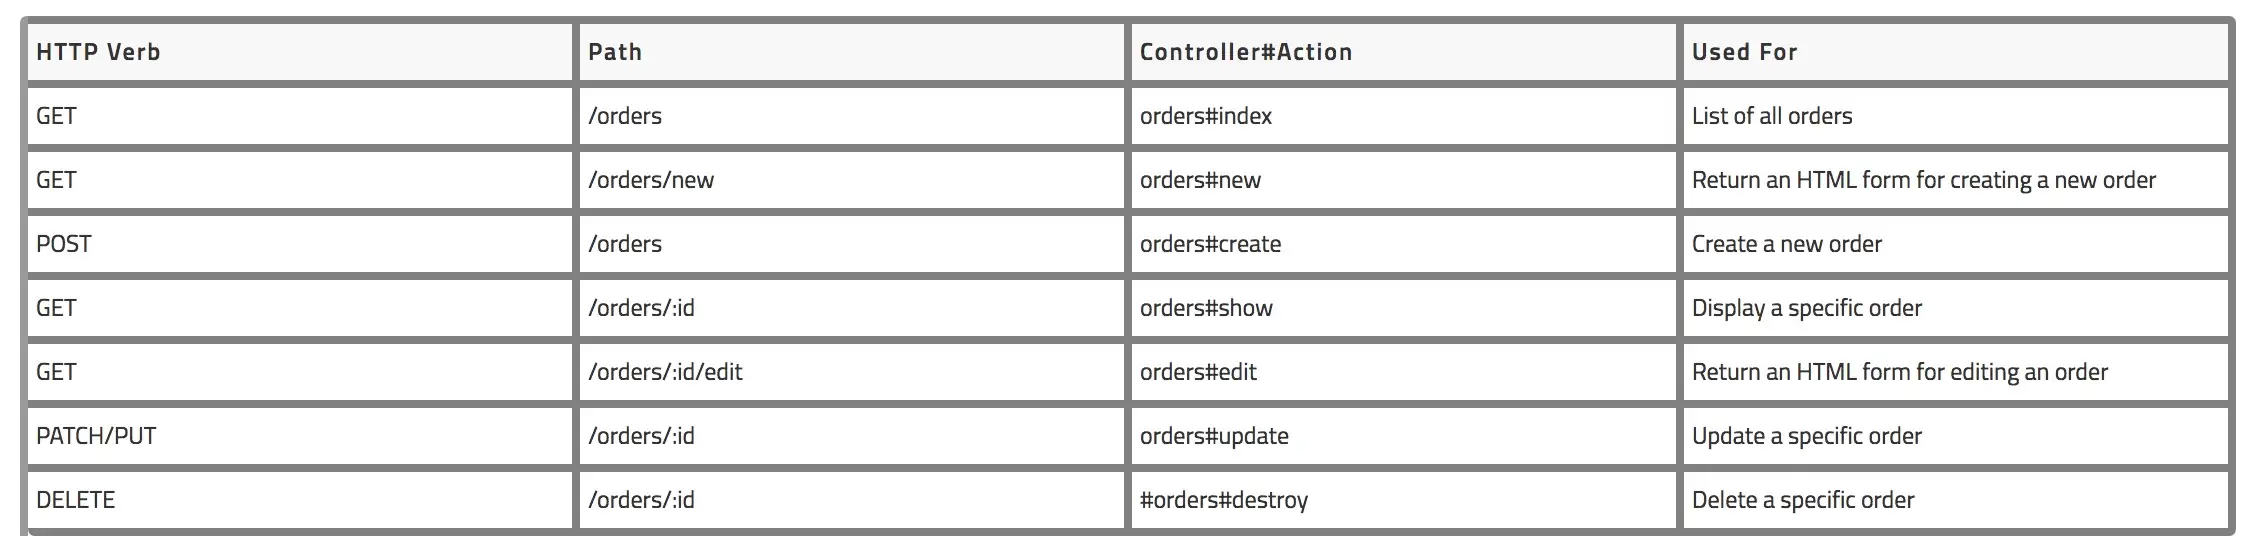 HTTP Verb Path Controller#Action Used For
GET /orders orders#index List of all orders
GET /orders/new orders#new Return an HTML form for creating a new order
POST /orders orders#create Create a new order
GET /orders/:id orders#show Display a specific order
GET /orders/:id/edit orders#edit Return an HTML form for editing an order
PATCH/PUT /orders/:id orders#update Update a specific order
DELETE /orders/:id #orders#destroy Delete a specific order